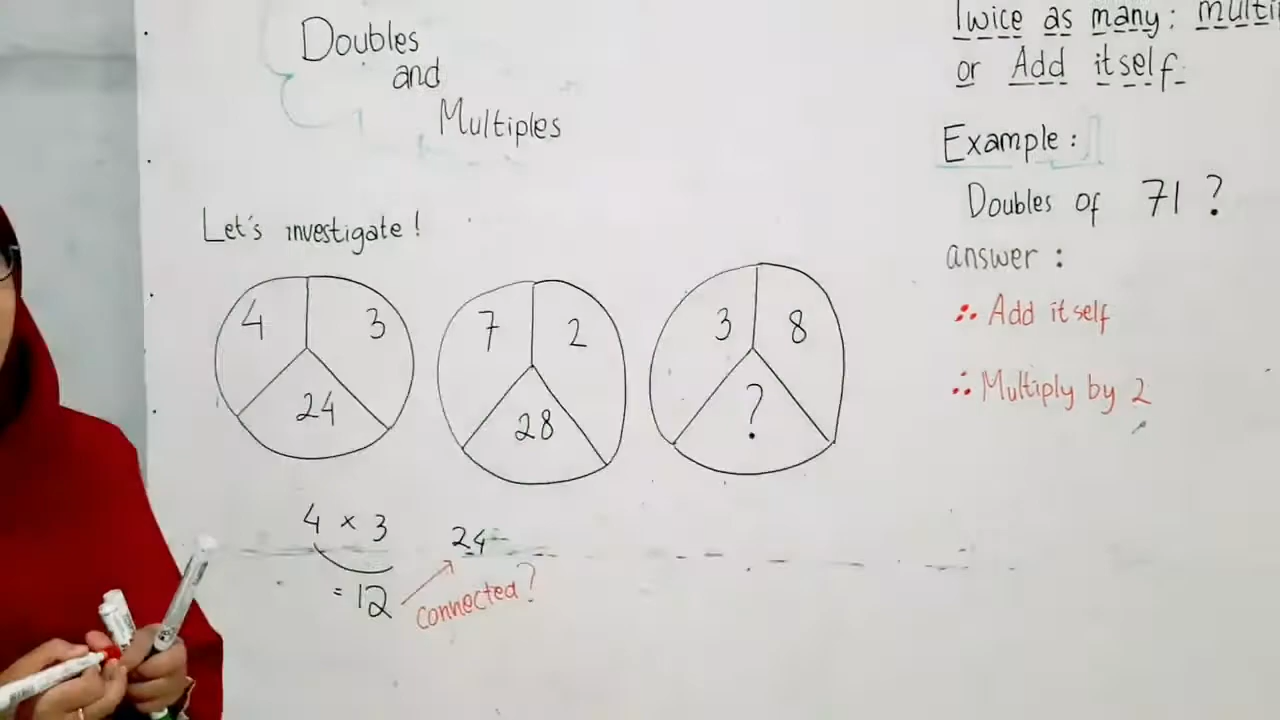 Doubles
and
Multiples
Let's investigate!
4 3
24
7 2
28
3 8
?
4 × 3
= 12
24
connected?
Twice as many:
or Add itself.
Example:
Doubles of 71?
answer:
∴ Add itself
∴ Multiply by 2